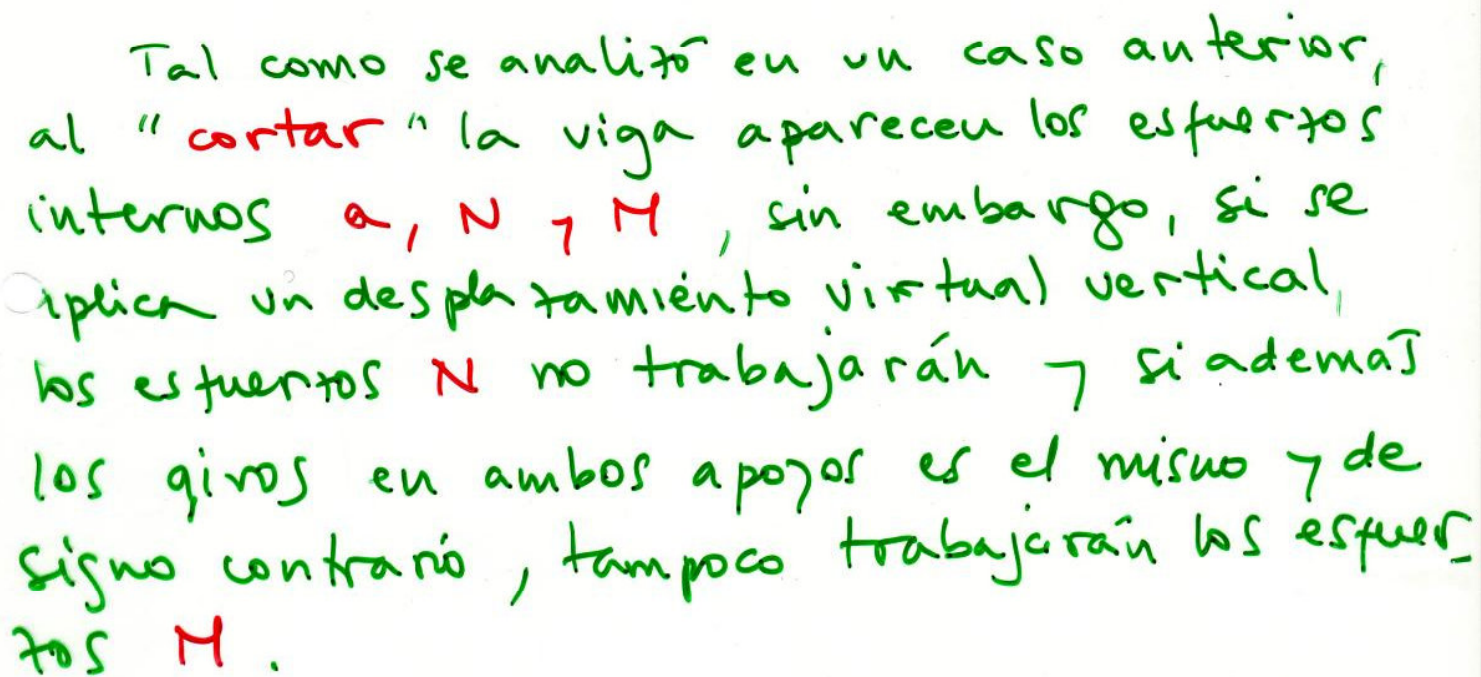 Tal como se analizó en un caso anterior,
al "cortar" la viga aparecen los esfuerzos
internos Q, N y M, sin embargo, si se
aplica un desplazamiento virtual vertical,
los esfuerzos N no trabajarán y si además
los giros en ambos apoyos es el mismo y de
signo contrario, tampoco trabajarán los esfuer_
zos M.